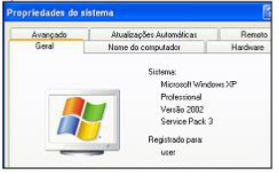 Propriedades do sistema
Avançado Atualizações Automáticas Remoto
Geral Nome do computador Hardware
Sistema:
Microsoft Windows XP
Professional
Versão 2002
Service Pack 3
Registrado para:
user